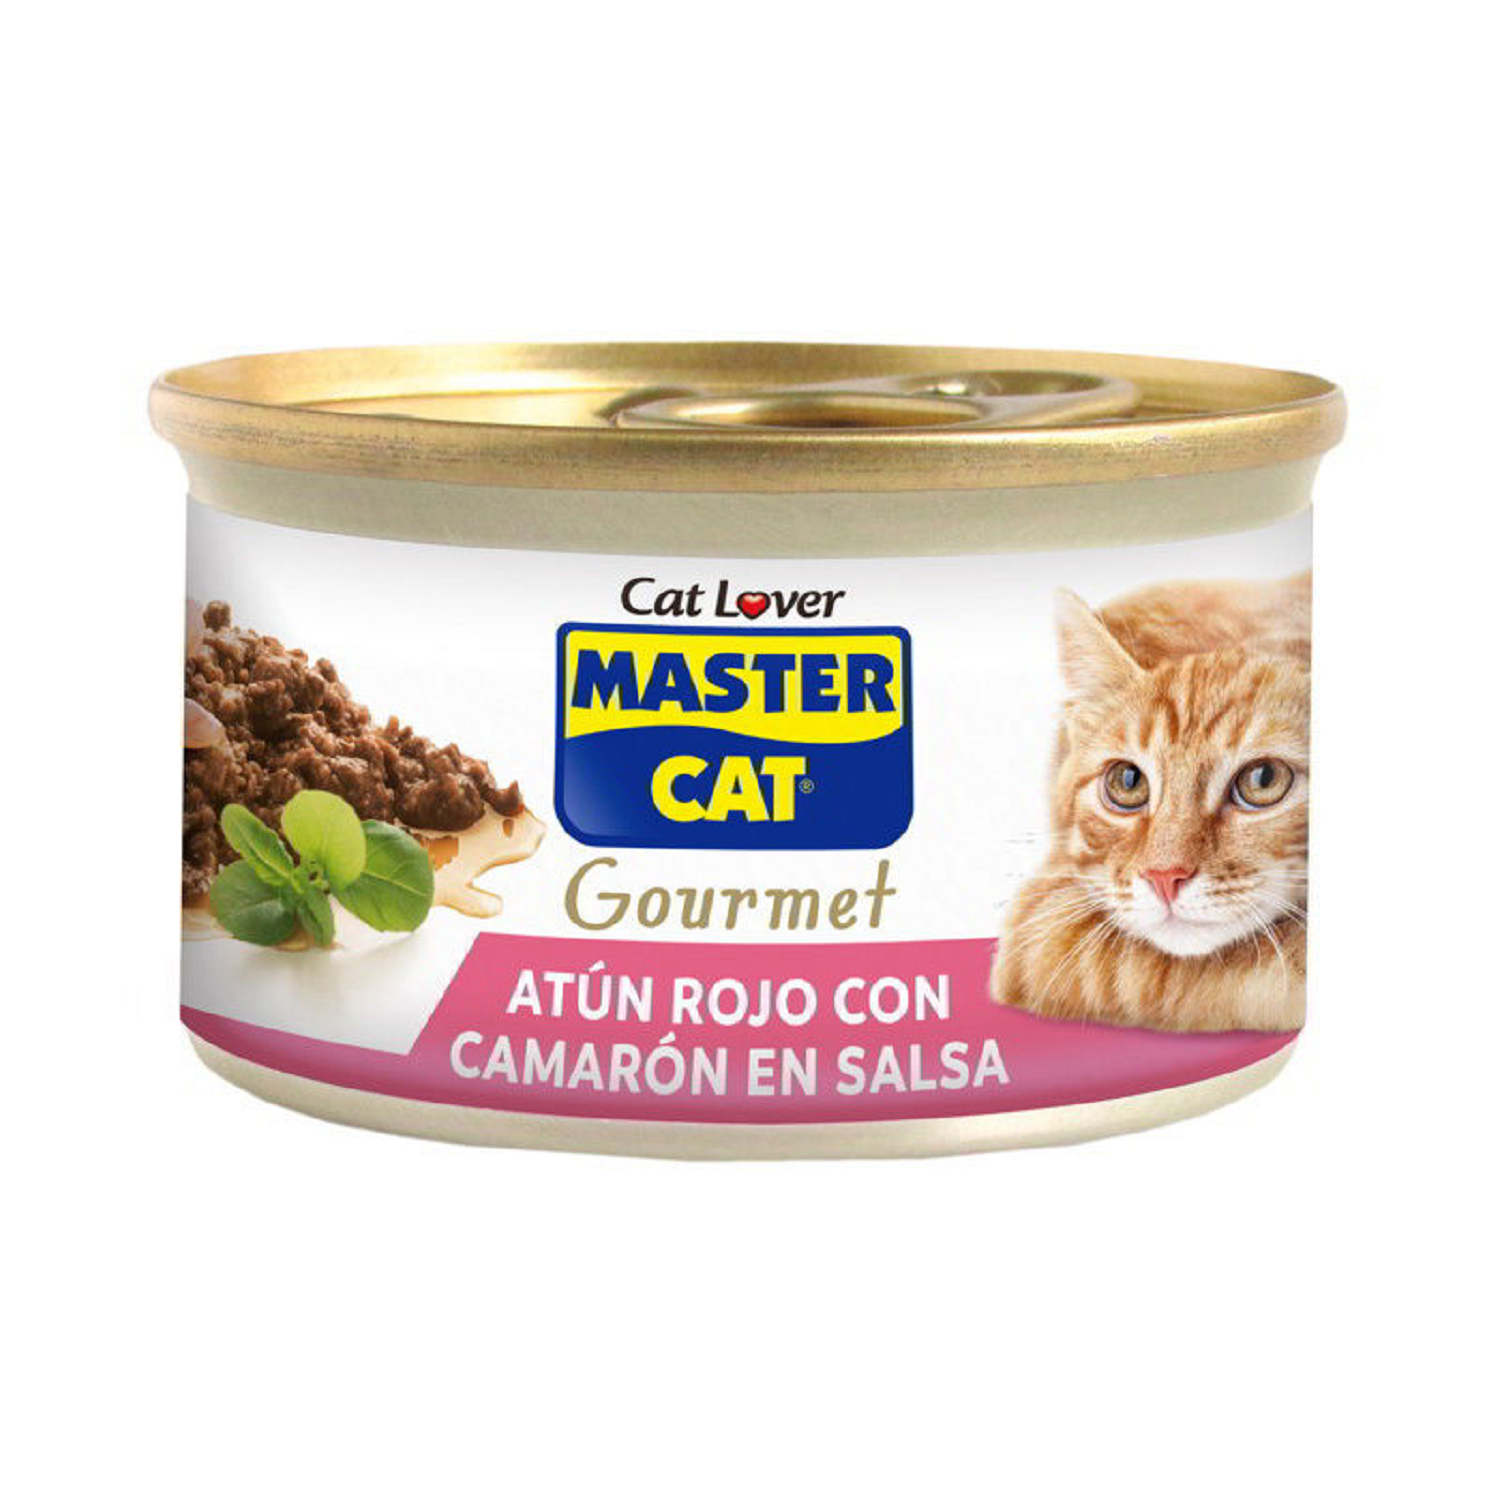 Cat Lover
MASTER
CAT®
Gourmet
ATÚN ROJO CON
CAMARÓN EN SALSA